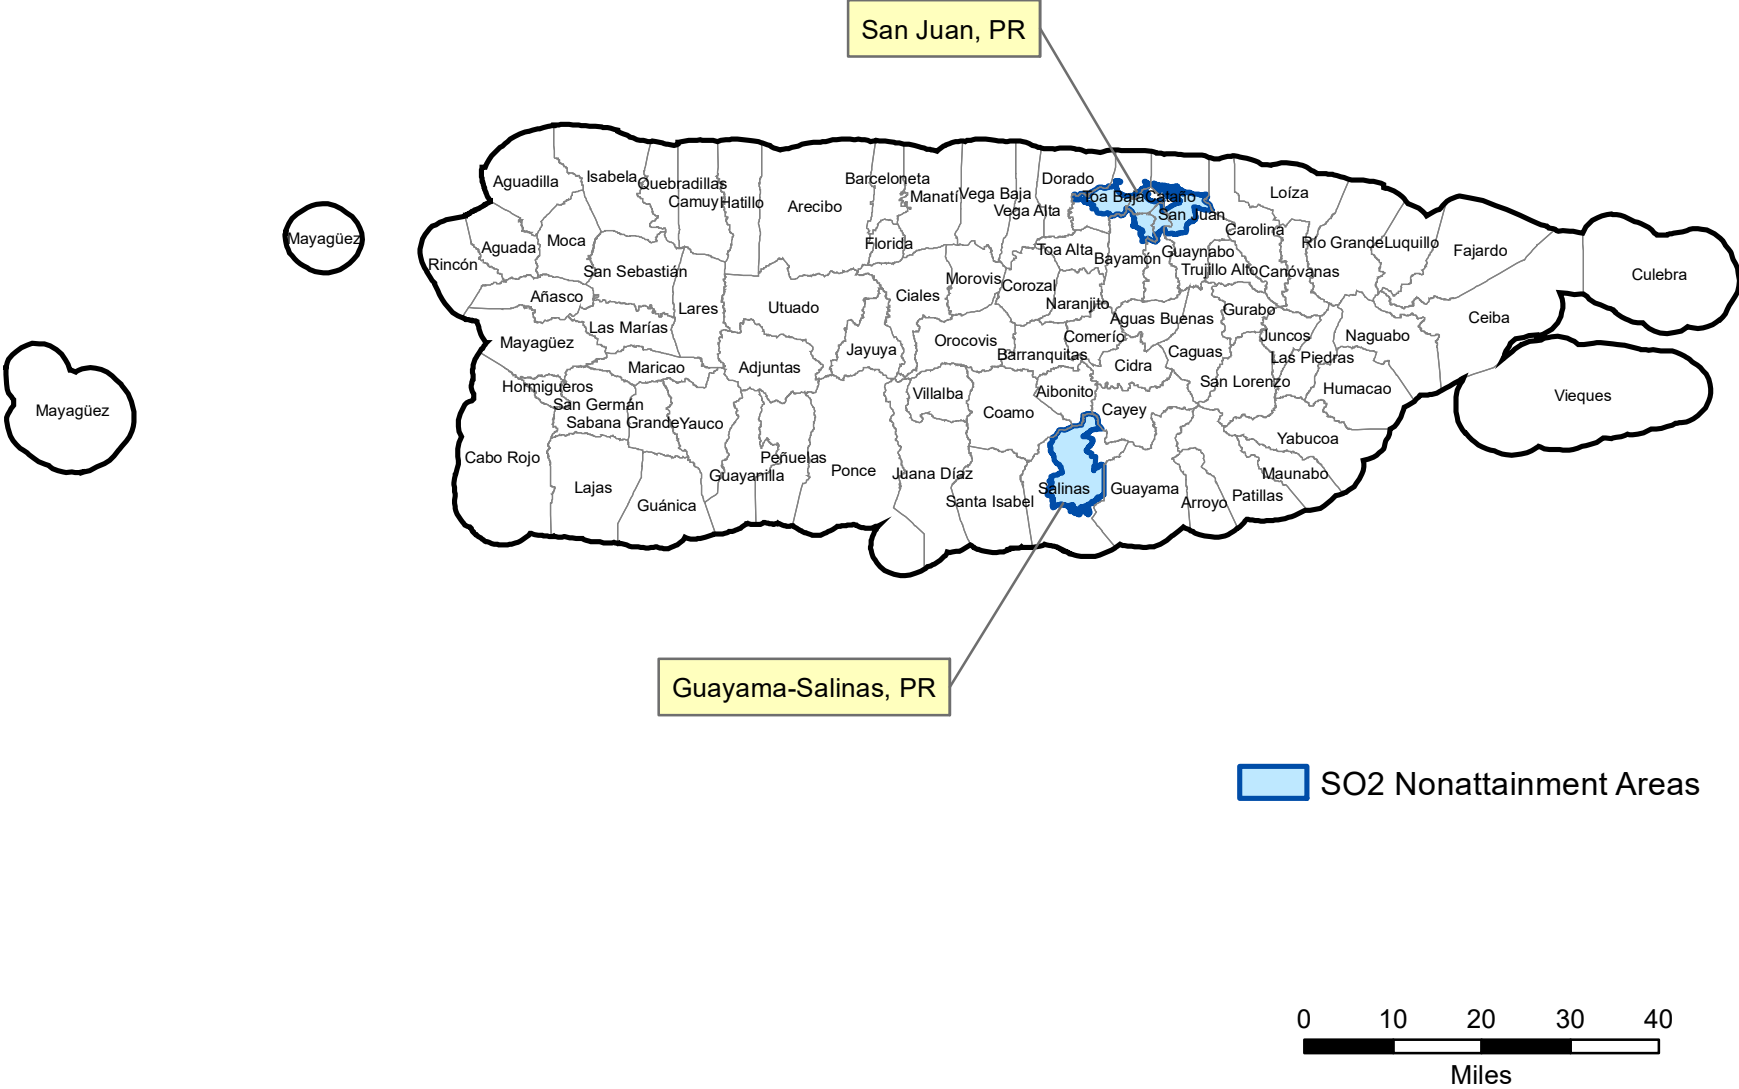 San Juan, PR
Aguadilla
Isabela
Quebradillas
Camuy
Hatillo
Arecibo
Barceloneta
Manatí
Vega Baja
Vega Alta
Dorado
Toa Baja
Cataño
San Juan
Loíza
Carolina
Mayagüez
Rincón
Aguada
Moca
San Sebastián
Florida
Toa Alta
Bayamón
Guaynabo
Trujillo Alto
Canóvanas
Río Grande
Luquillo
Fajardo
Culebra
Añasco
Lares
Utuado
Ciales
Morovis
Corozal
Naranjito
Aguas Buenas
Gurabo
Ceiba
Las Marías
Mayagüez
Maricao
Adjuntas
Jayuya
Orocovis
Barranquitas
Comerío
Cidra
Caguas
Juncos
Las Piedras
Naguabo
Hormigueros
San Germán
Sabana Grande
Yauco
Villalba
Coamo
Aibonito
Cayey
San Lorenzo
Humacao
Vieques
Mayagüez
Cabo Rojo
Lajas
Guánica
Guayanilla
Peñuelas
Ponce
Juana Díaz
Santa Isabel
Salinas
Guayama
Arroyo
Patillas
Maunabo
Yabucoa
Guayama-Salinas, PR
SO2 Nonattainment Areas
0 10 20 30 40
Miles